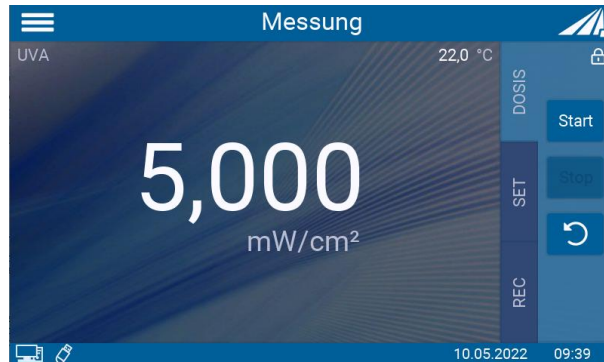 Messung
UVA
22,0 °C
5,000
mW/cm²
DOSIS
SET
REC
Start
Stop
10.05.2022 09:39